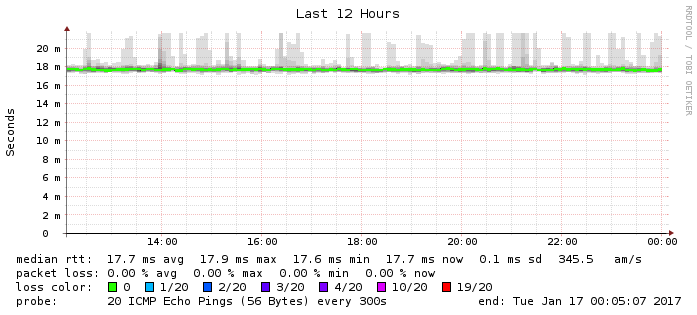 Last 12 Hours
RRDTOOL / TOBI OETIKER
Seconds
20 m
18 m
16 m
14 m
12 m
10 m
8 m
6 m
4 m
2 m
0
14:00 16:00 18:00 20:00 22:00 00:00
median rtt: 17.7 ms avg 17.9 ms max 17.6 ms min 17.7 ms now 0.1 ms sd 345.5 am/s
packet loss: 0.00 % avg 0.00 % max 0.00 % min 0.00 % now
loss color: 0 1/20 2/20 3/20 4/20 10/20 19/20
probe: 20 ICMP Echo Pings (56 Bytes) every 300s end: Tue Jan 17 00:05:07 2017